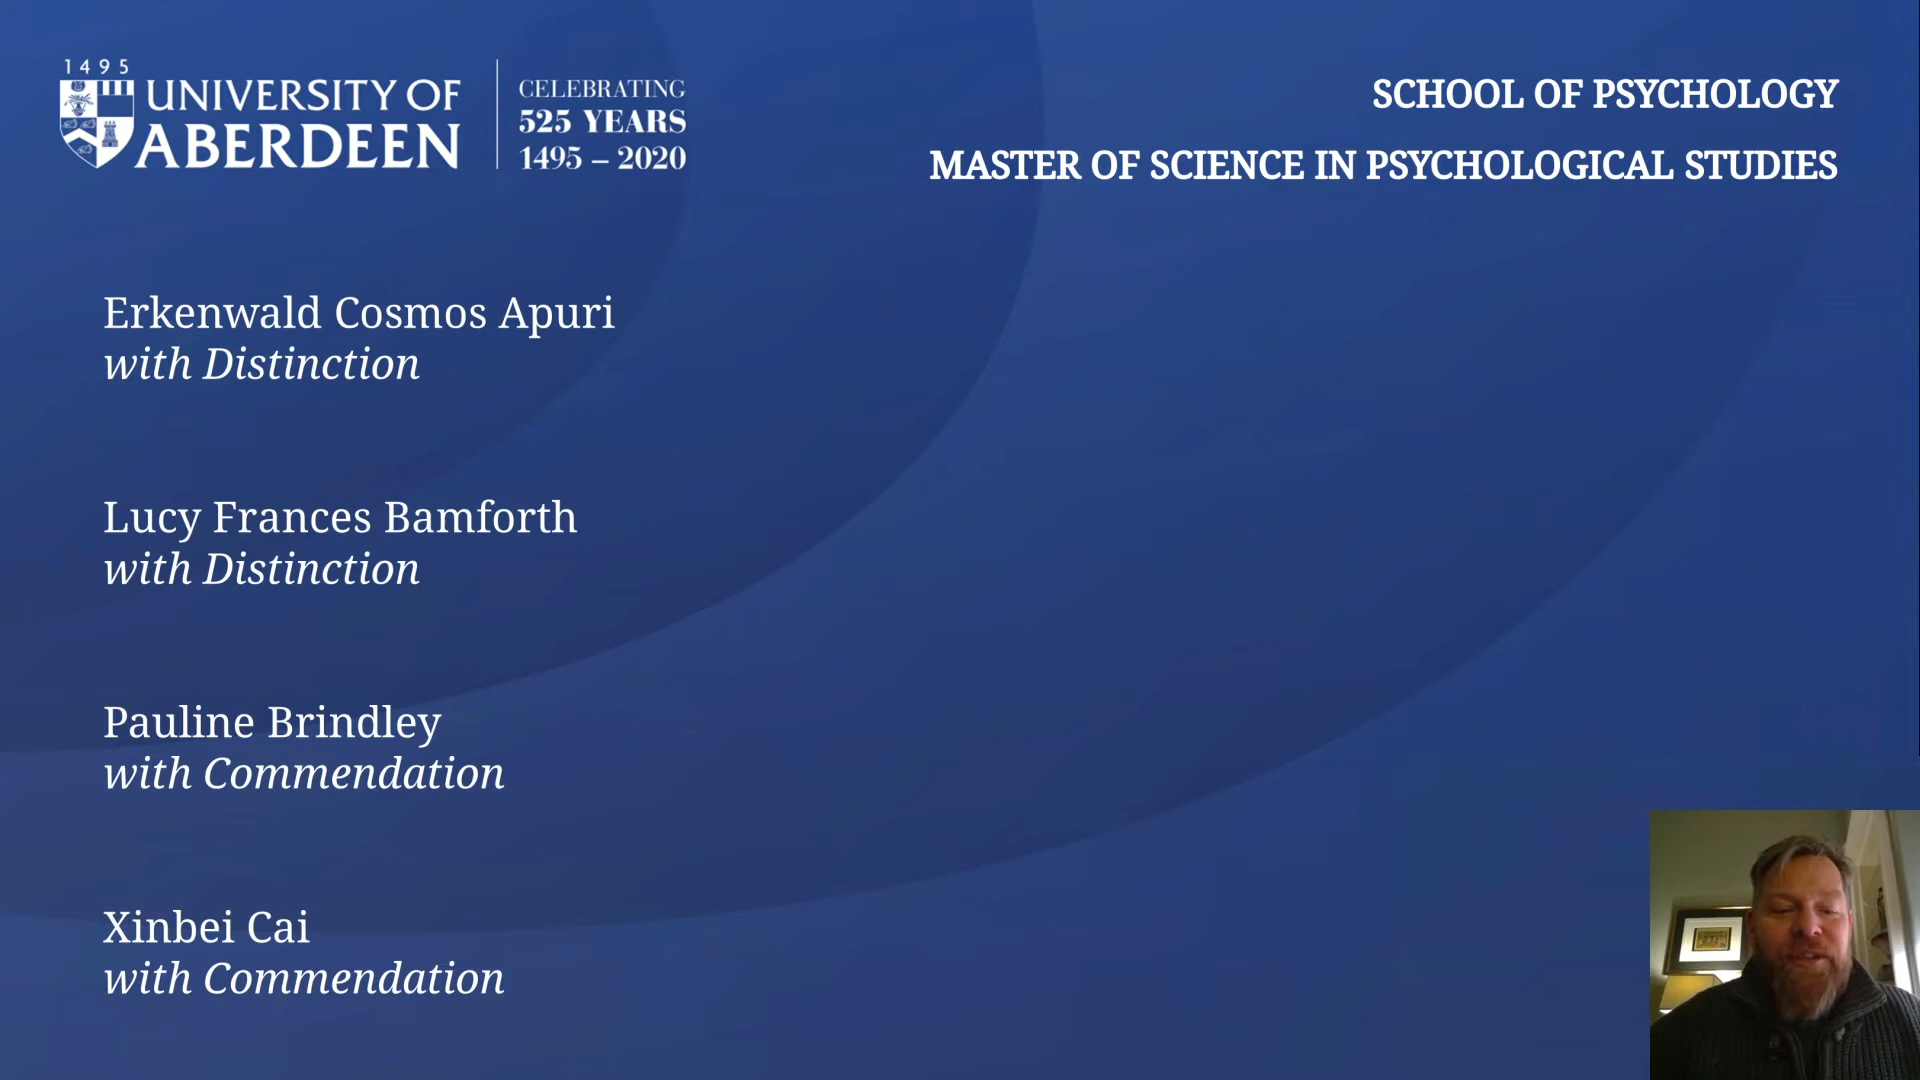 1495
UNIVERSITY OF
ABERDEEN
CELEBRATING
525 YEARS
1495 – 2020
SCHOOL OF PSYCHOLOGY
MASTER OF SCIENCE IN PSYCHOLOGICAL STUDIES
Erkenwald Cosmos Apuri
with Distinction
Lucy Frances Bamforth
with Distinction
Pauline Brindley
with Commendation
Xinbei Cai
with Commendation